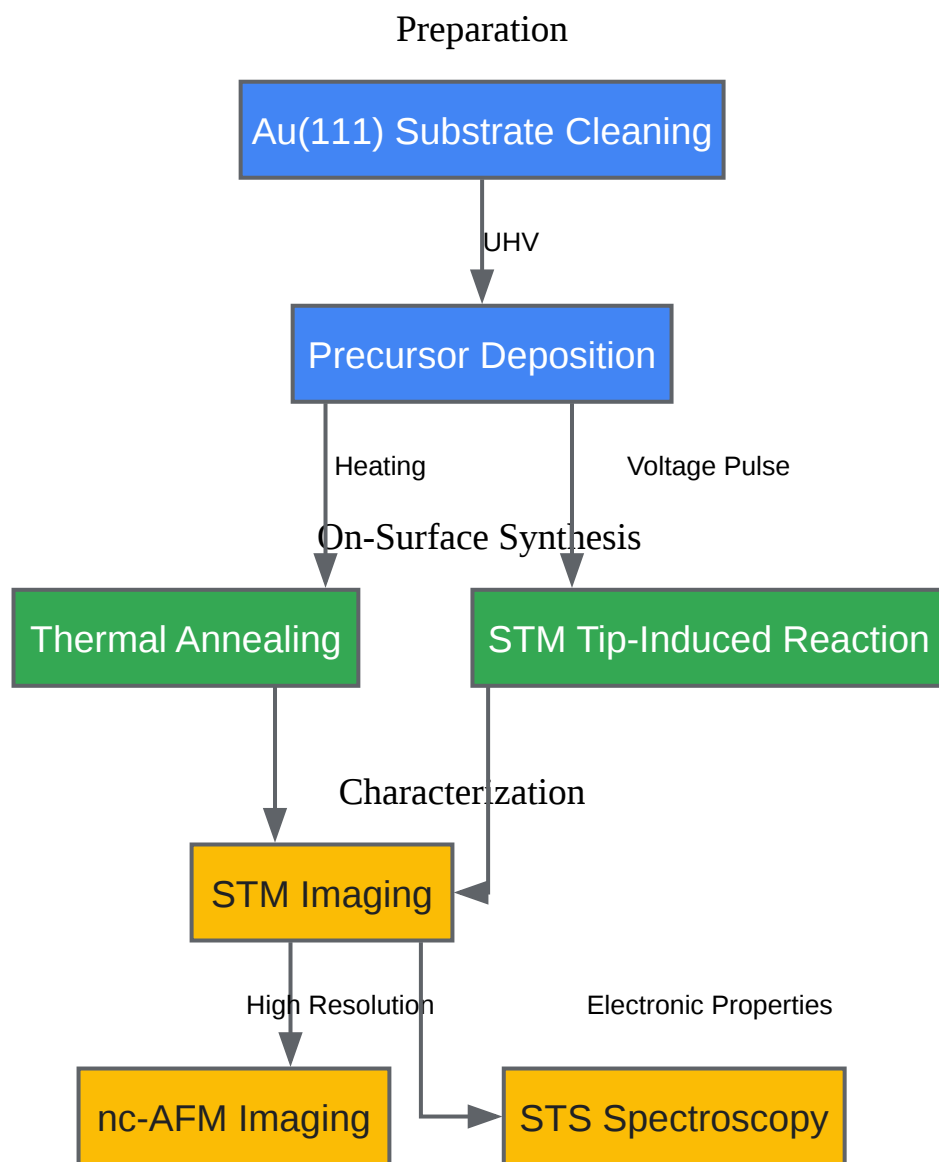 Preparation
Au(111) Substrate Cleaning
UHV
Precursor Deposition
Heating
Voltage Pulse
On-Surface Synthesis
Thermal Annealing
STM Tip-Induced Reaction
Characterization
STM Imaging
High Resolution
Electronic Properties
nc-AFM Imaging
STS Spectroscopy